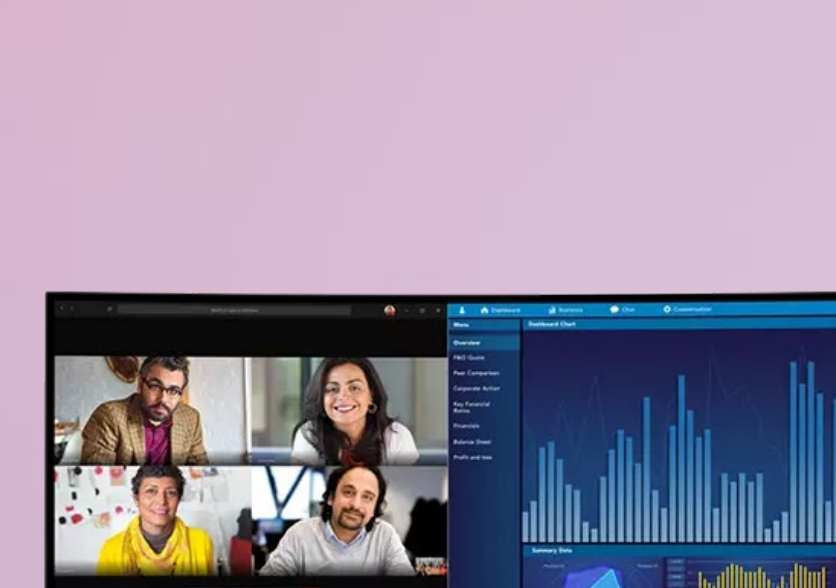 Dashboard
Statistics
Chat
Customization
Menu
Dashboard Chart
Overview
F&O Quote
Peer Comparison
Corporate Action
Key Financial
Ratios
Financials
Balance Sheet
Profit and loss
Summary Data